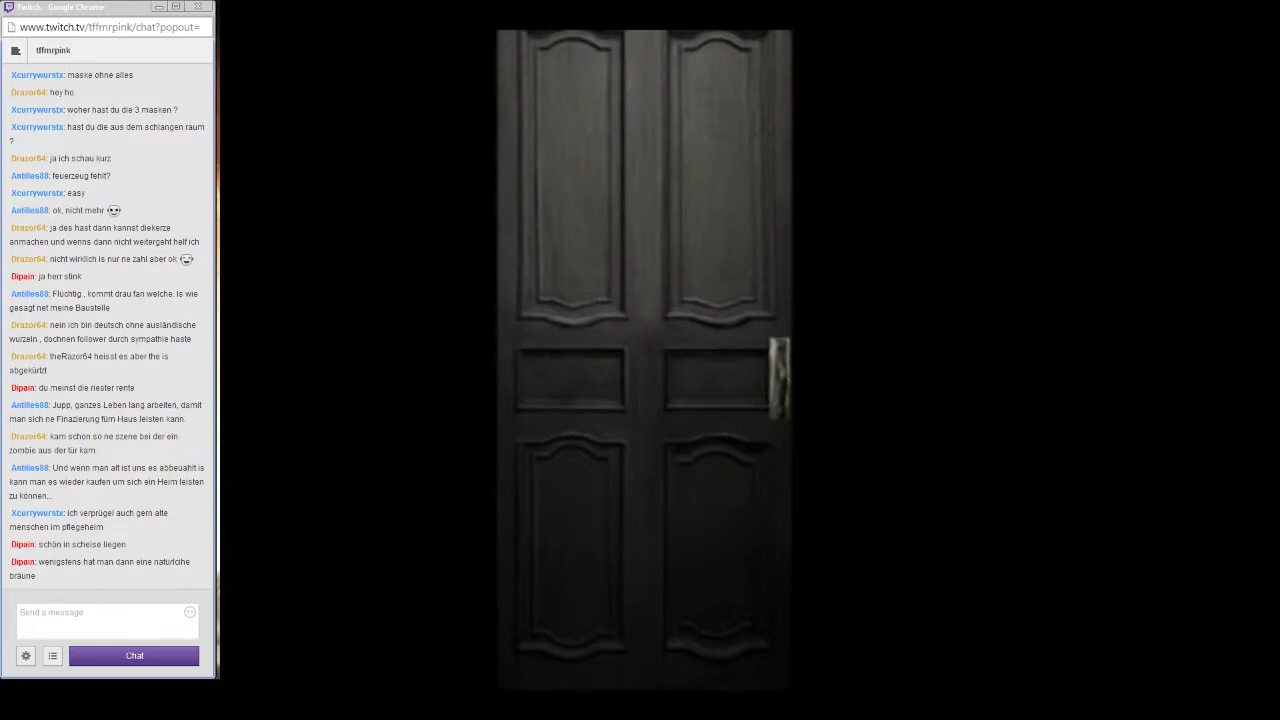 Twitch - Google Chrome
www.twitch.tv/tffmrpink/chat?popout=
tffmrpink
Xcurrywurstx: maske ohne alles
Drazor64: hey ho
Xcurrywurstx: woher hast du die 3 masken ?
Xcurrywurstx: hast du die aus dem schlangen raum
?
Drazor64: ja ich schau kurz
Antilles88: feuerzeug fehlt?
Xcurrywurstx: easy
Antilles88: ok, nicht mehr
Drazor64: ja des hast dann kannst diekerze
anmachen und wenns dann nicht weitergeht helf ich
Drazor64: nicht wirklich is nur ne zahl aber ok
Dipain: ja herr stink
Antilles88: Flüchtig , kommt drau fan welche. Is wie
gesagt net meine Baustelle
Drazor64: nein ich bin deutsch ohne ausländische
wurzeln , dochnen follower durch sympathie haste
Drazor64: theRazor64 heisst es aber the is
abgekürtzt
Dipain: du meinst die riester rente
Antilles88: Jupp, ganzes Leben lang arbeiten, damit
man sich ne Finazierung fürn Haus leisten kann.
Drazor64: kam schon so ne szene bei der ein
zombie aus der tür kam
Antilles88: Und wenn man alt ist uns es abbeuahlt is
kann man es wieder kaufen um sich ein Heim leisten
zu können...
Xcurrywurstx: ich verprügel auch gern alte
menschen im pflegeheim
Dipain: schön in scheise liegen
Dipain: wenigstens hat man dann eine natürlcihe
bräune
Send a message
Chat